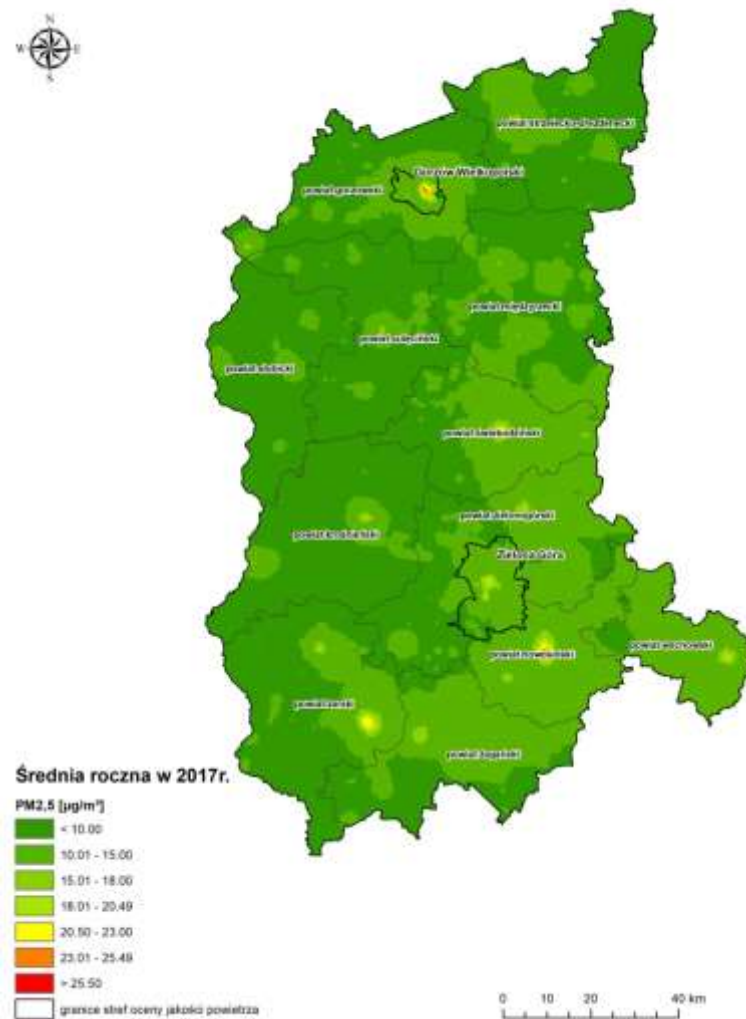 N
W E
S
powiat strzelecko-drezdenecki
Gorzów Wielkopolski
powiat gorzowski
powiat międzyrzecki
powiat sulęciński
powiat słubicki
powiat świebodziński
powiat zielonogórski
powiat krośnieński
Zielona Góra
powiat wschowski
powiat nowosolski
powiat żarski
powiat żagański
Średnia roczna w 2017r.
PM2,5 [µg/m³]
< 10.00
10.01 - 15.00
15.01 - 18.00
18.01 - 20.49
20.50 - 23.00
23.01 - 25.49
> 25.50
granice stref oceny jakości powietrza
0 10 20 40 km